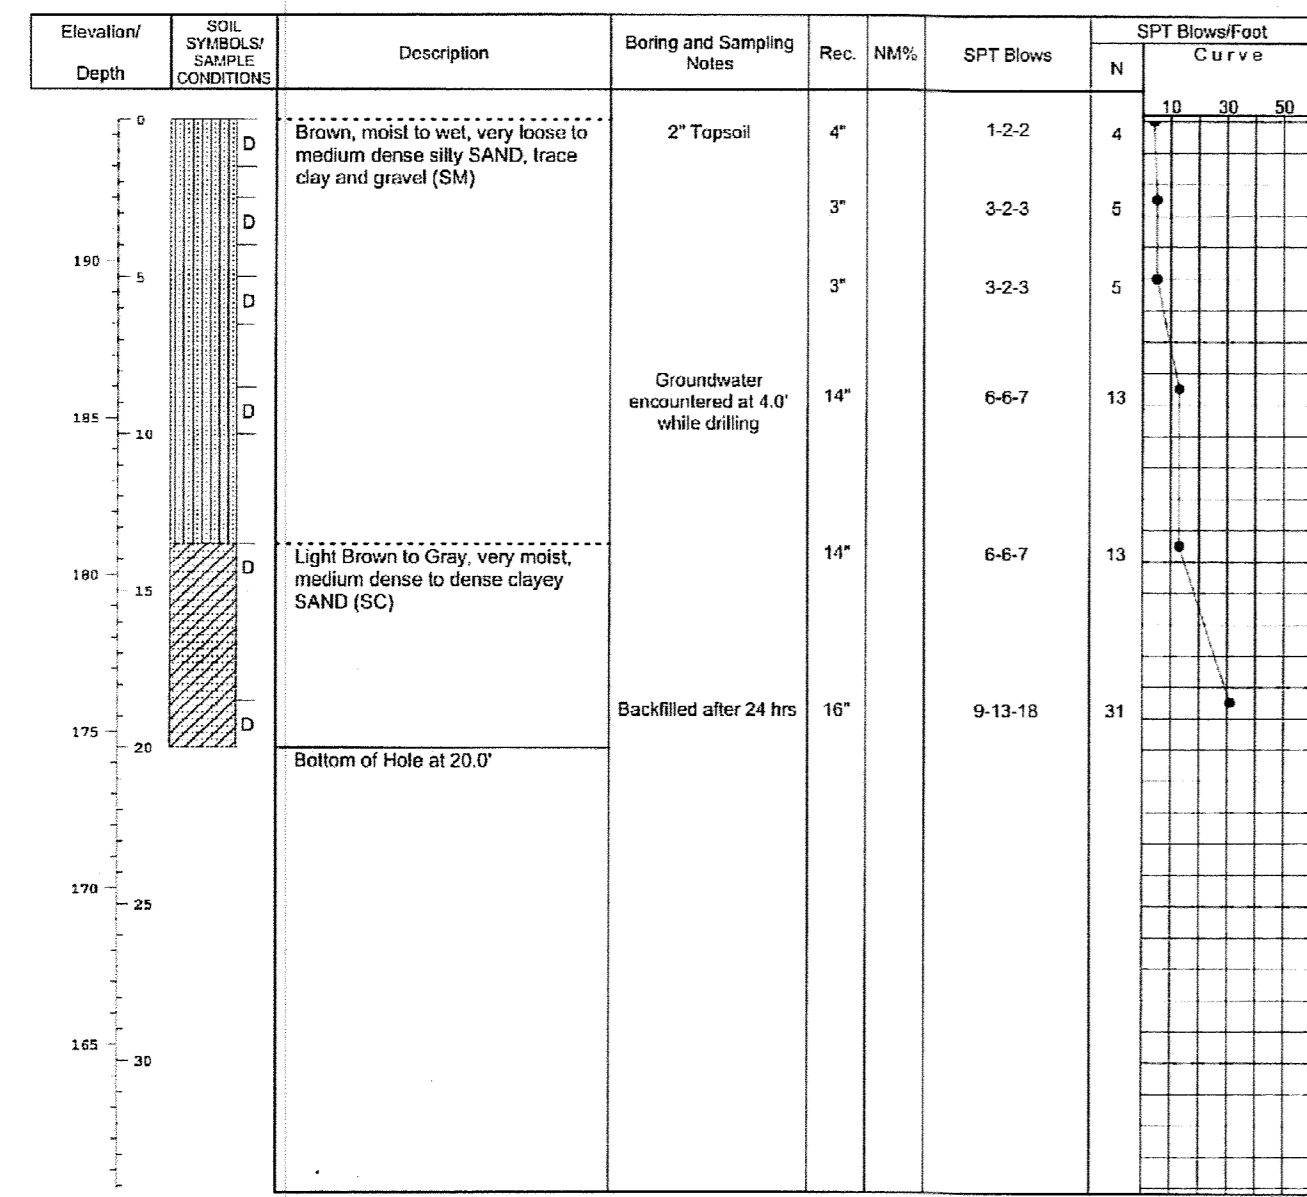 Elevation/
Depth
SOIL
SYMBOLS/
SAMPLE
CONDITIONS
Description
Boring and Sampling
Notes
Rec.
NM%
SPT Blows
SPT Blows/Foot
N
Curve
10 30 50
0
D
Brown, moist to wet, very loose to
medium dense silty SAND, trace
clay and gravel (SM)
2" Topsoil
4"
1-2-2
4
D
3"
3-2-3
5
190
5
D
3"
3-2-3
5
185
10
D
Groundwater
encountered at 4.0'
while drilling
14"
6-6-7
13
180
15
D
Light Brown to Gray, very moist,
medium dense to dense clayey
SAND (SC)
14"
6-6-7
13
175
20
D
Backfilled after 24 hrs
16"
9-13-18
31
Bottom of Hole at 20.0'
170
25
165
30